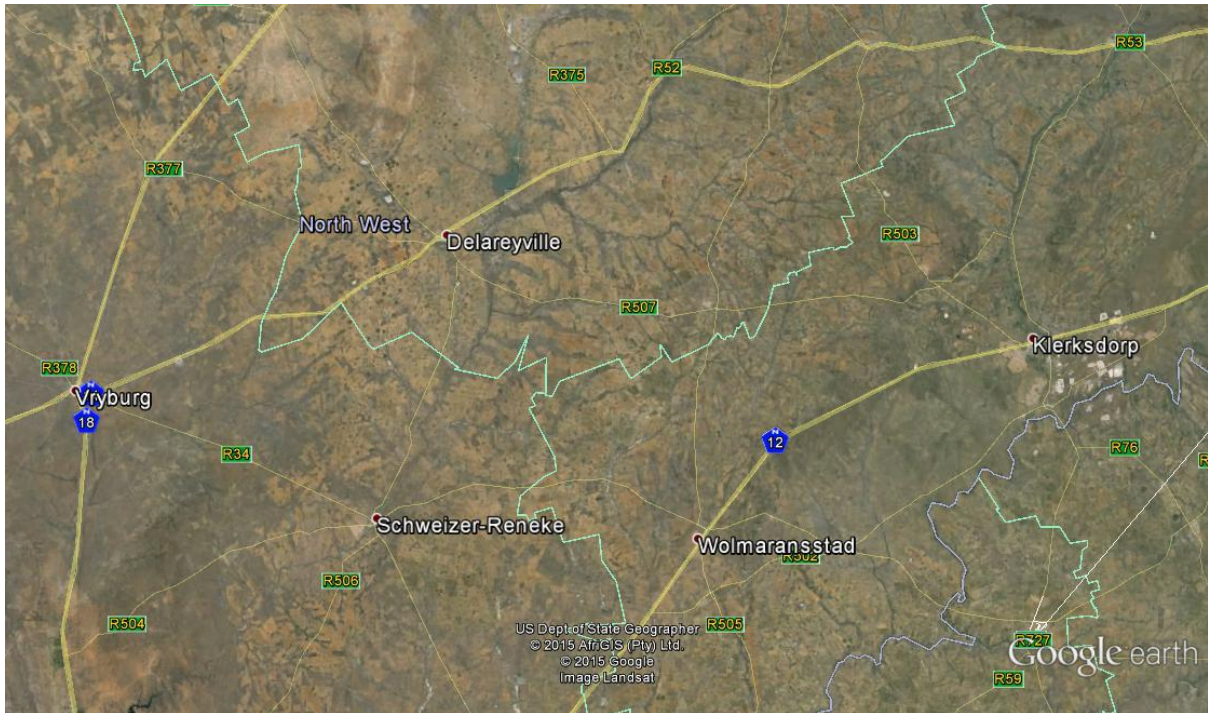 R53
R52
R375
R377
North West
R503
Delareyville
R507
Klerksdorp
R378
Vryburg
N
18
N
12
R34
R76
Schweizer-Reneke
Wolmaransstad
R502
R506
R504
R505
US Dept of State Geographer
© 2015 AfriGIS (Pty) Ltd.
© 2015 Google
Image Landsat
R727
Google earth
R59